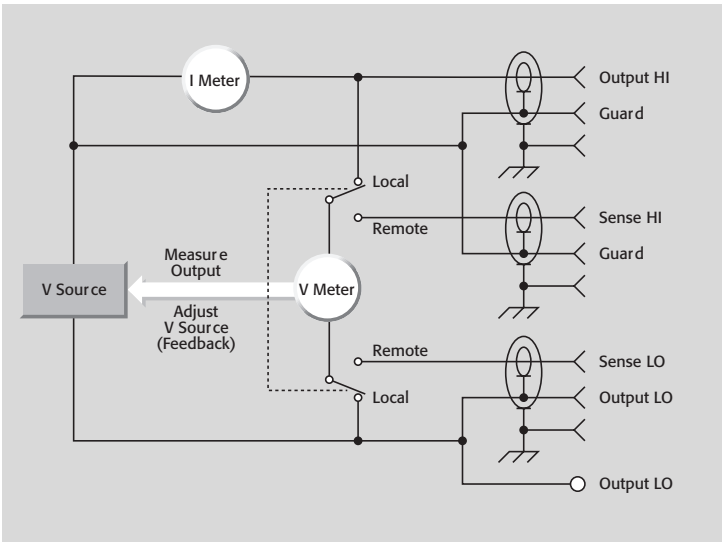 I Meter
Output HI
Guard
Local
Remote
Sense HI
Guard
Measure
Output
V Source
V Meter
Adjust
V Source
(Feedback)
Remote
Sense LO
Local
Output LO
Output LO